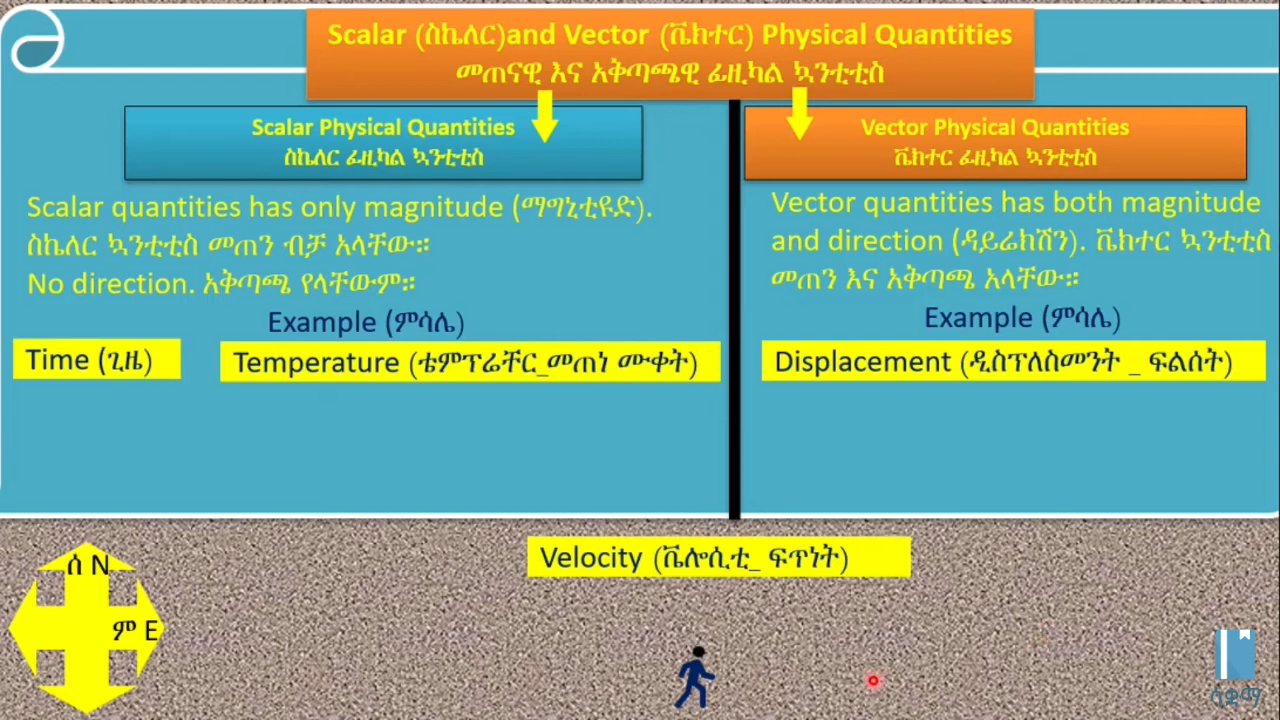 Scalar (ስኬለር)and Vector (ቬክተር) Physical Quantities
መጠናዊ እና አቅጣጫዊ ፊዚካል ኳንቲቲስ
Scalar Physical Quantities
ስኬለር ፊዚካል ኳንቲቲስ
Scalar quantities has only magnitude (ማግኒቲዩድ).
ስኬለር ኳንቲቲስ መጠን ብቻ አላቸው።
No direction. አቅጣጫ የላቸውም።
Example (ምሳሌ)
Time (ጊዜ)
Temperature (ቴምፕሬቸር_መጠነ ሙቀት)
Vector Physical Quantities
ቬክተር ፊዚካል ኳንቲቲስ
Vector quantities has both magnitude
and direction (ዳይሬክሽን). ቬክተር ኳንቲቲስ
መጠን እና አቅጣጫ አላቸው።
Example (ምሳሌ)
Displacement (ዲስፕለስመንት _ ፍልሰት)
Velocity (ቬሎሲቲ_ ፍጥነት)
ሰ N
ም E